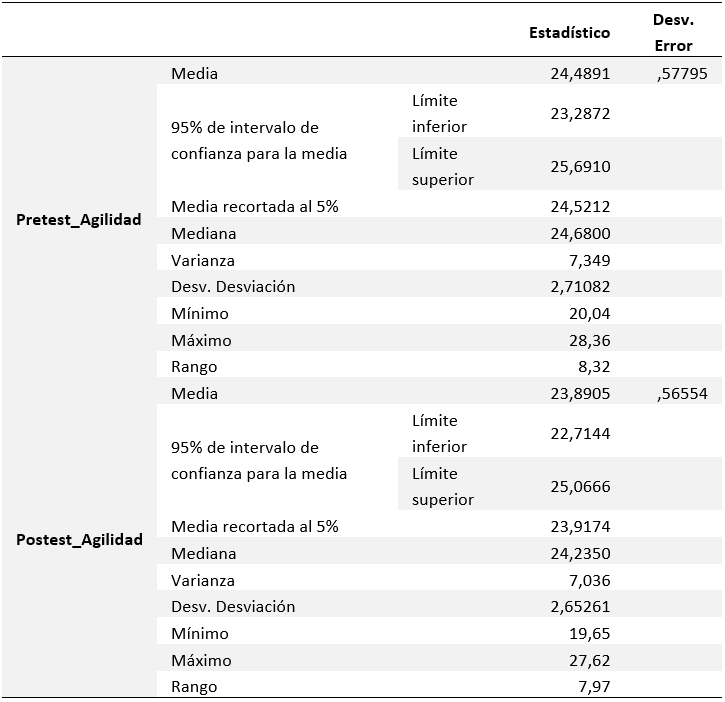 Estadístico Desv. Error
Pretest_Agilidad
Media 24,4891 ,57795
95% de intervalo de confianza para la media
Límite inferior 23,2872
Límite superior 25,6910
Media recortada al 5% 24,5212
Mediana 24,6800
Varianza 7,349
Desv. Desviación 2,71082
Mínimo 20,04
Máximo 28,36
Rango 8,32
Postest_Agilidad
Media 23,8905 ,56554
95% de intervalo de confianza para la media
Límite inferior 22,7144
Límite superior 25,0666
Media recortada al 5% 23,9174
Mediana 24,2350
Varianza 7,036
Desv. Desviación 2,65261
Mínimo 19,65
Máximo 27,62
Rango 7,97